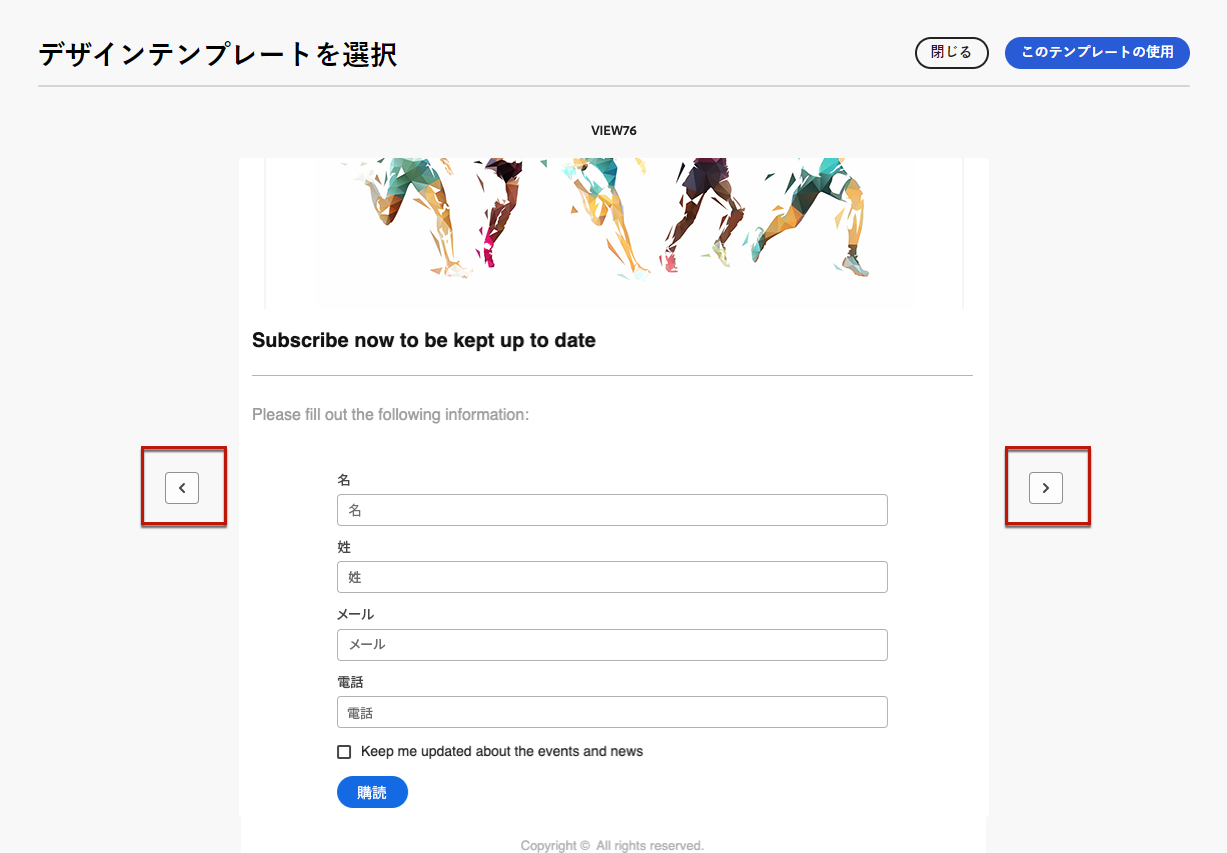 デザインテンプレートを選択
閉じる
このテンプレートの使用
VIEW76
Subscribe now to be kept up to date
Please fill out the following information:
名
名
姓
姓
メール
メール
電話
電話
Keep me updated about the events and news
購読
Copyright © All rights reserved.